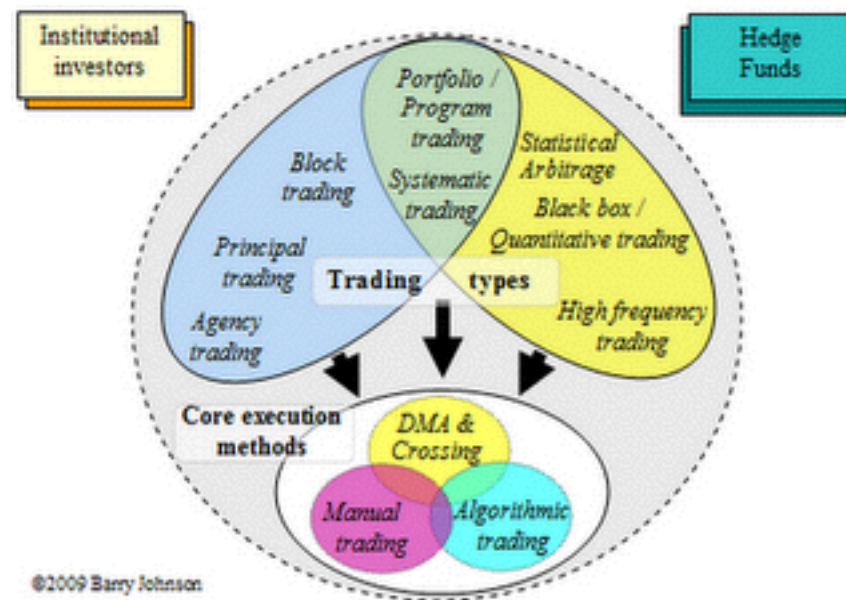 Institutional
investors
Hedge
Funds
Portfolio /
Program
trading
Systematic
trading
Block
trading
Principal
trading
Agency
trading
Statistical
Arbitrage
Black box /
Quantitative trading
High frequency
trading
Trading types
Core execution
methods
DMA &
Crossing
Manual
trading
Algorithmic
trading
©2009 Barry Johnson